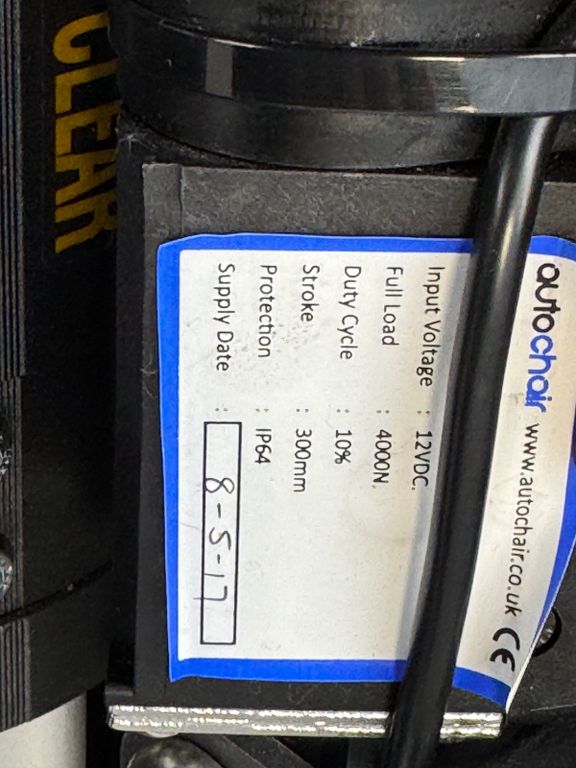 CLEAR
autochair www.autochair.co.uk CE
Input Voltage : 12VDC.
Full Load : 4000N.
Duty Cycle : 10%
Stroke : 300mm
Protection : IP64
Supply Date : 8-5-17